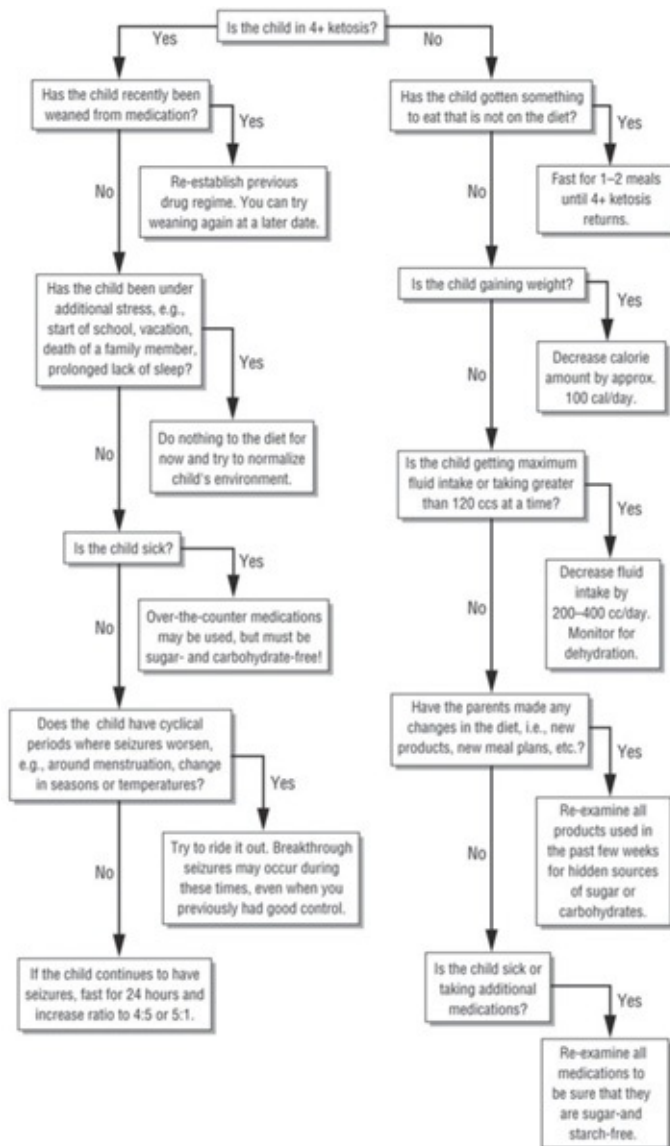 Is the child in 4+ ketosis?
Yes
No
Has the child recently been
weaned from medication?
Yes
No
Re-establish previous
drug regime. You can try
weaning again at a later date.
Has the child been under
additional stress, e.g.,
start of school, vacation,
death of a family member,
prolonged lack of sleep?
Yes
No
Do nothing to the diet for
now and try to normalize
child's environment.
Is the child sick?
Yes
No
Over-the-counter medications
may be used, but must be
sugar- and carbohydrate-free!
Does the child have cyclical
periods where seizures worsen,
e.g., around menstruation, change
in seasons or temperatures?
Yes
No
Try to ride it out. Breakthrough
seizures may occur during
these times, even when you
previously had good control.
If the child continues to have
seizures, fast for 24 hours and
increase ratio to 4:5 or 5:1.
Has the child gotten something
to eat that is not on the diet?
Yes
No
Fast for 1–2 meals
until 4+ ketosis
returns.
Is the child gaining weight?
Yes
No
Decrease calorie
amount by approx.
100 cal/day.
Is the child getting maximum
fluid intake or taking greater
than 120 ccs at a time?
Yes
No
Decrease fluid
intake by
200–400 cc/day.
Monitor for
dehydration.
Have the parents made any
changes in the diet, i.e., new
products, new meal plans, etc.?
Yes
No
Re-examine all
products used in
the past few weeks
for hidden sources
of sugar or
carbohydrates.
Is the child sick or
taking additional
medications?
Yes
Re-examine all
medications to
be sure that they
are sugar-and
starch-free.